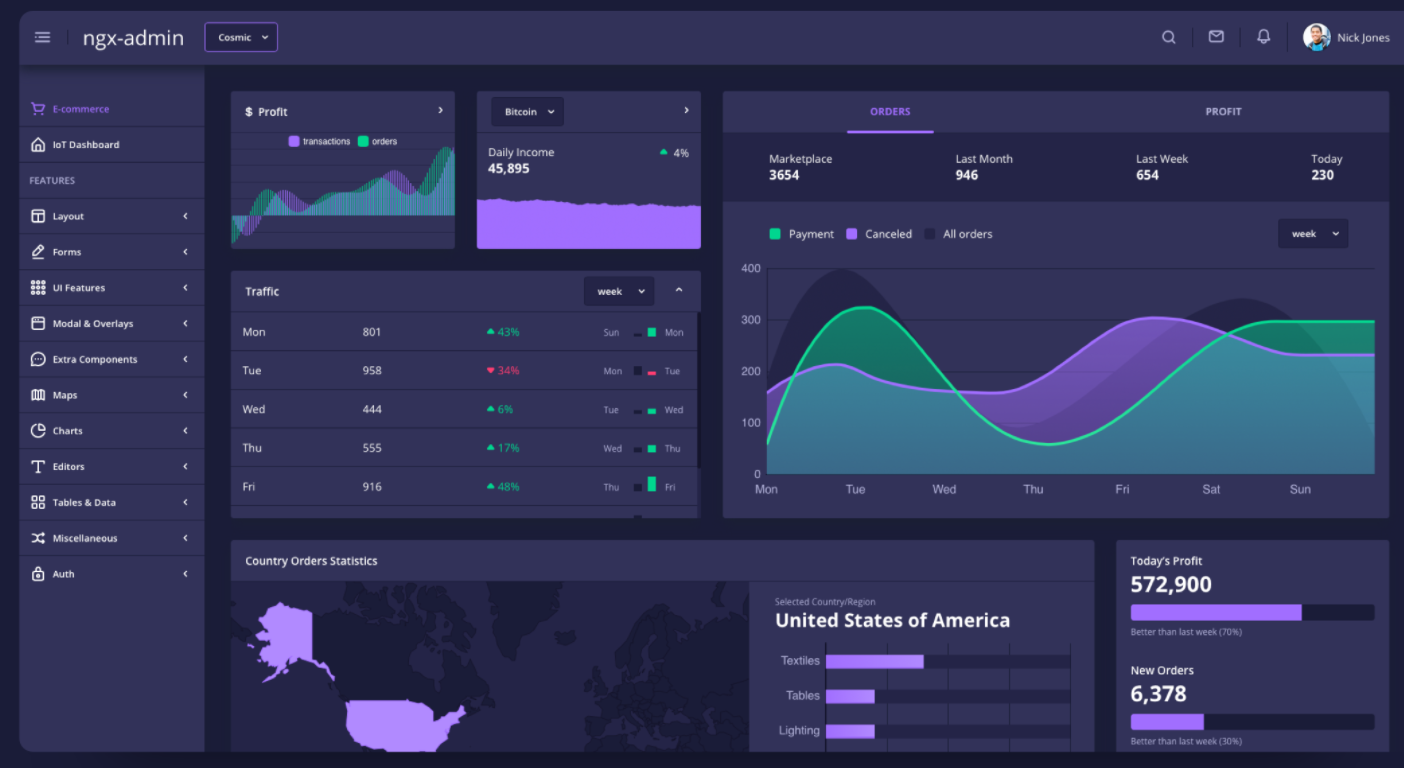 ngx-admin
Cosmic
Nick Jones
E-commerce
IoT Dashboard
FEATURES
Layout
Forms
UI Features
Modal & Overlays
Extra Components
Maps
Charts
Editors
Tables & Data
Miscellaneous
Auth
$ Profit
transactions orders
Bitcoin
Daily Income 4%
45,895
Traffic week
Mon 801 43% Sun Mon
Tue 958 34% Mon Tue
Wed 444 6% Tue Wed
Thu 555 17% Wed Thu
Fri 916 48% Thu Fri
ORDERS PROFIT
Marketplace Last Month Last Week Today
3654 946 654 230
Payment Canceled All orders week
400
300
200
100
0
Mon Tue Wed Thu Fri Sat Sun
Country Orders Statistics
Selected Country/Region
United States of America
Textiles
Tables
Lighting
Today's Profit
572,900
Better than last week (70%)
New Orders
6,378
Better than last week (30%)